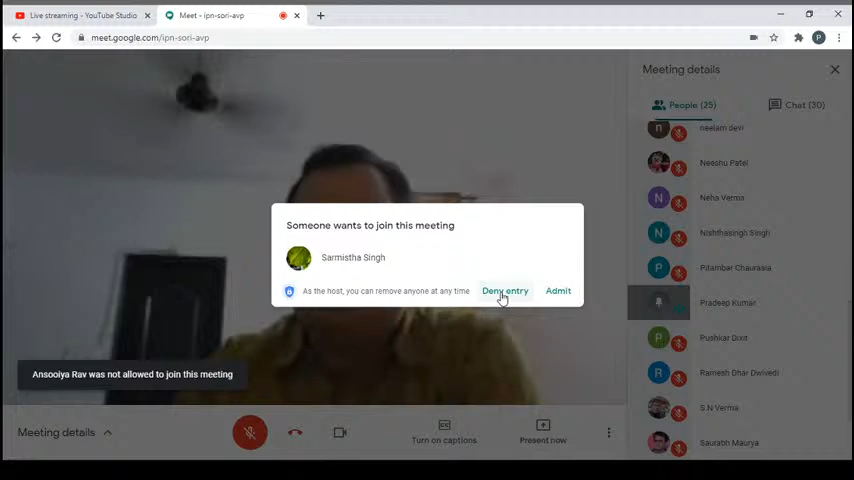 Live streaming - YouTube Studio
Meet - ipn-sori-avp
meet.google.com/ipn-sori-avp
P
Meeting details
People (25)
Chat (30)
n
neelam devi
Neeshu Patel
N
Neha Verma
N
Nishthasingh Singh
P
Pitambar Chaurasia
Pradeep Kumar
P
Pushkar Dixit
R
Ramesh Dhar Dwivedi
S N Verma
Saurabh Maurya
Someone wants to join this meeting
Sarmistha Singh
As the host, you can remove anyone at any time
Deny entry
Admit
Ansooiya Rav was not allowed to join this meeting
Meeting details
CC
Turn on captions
Present now